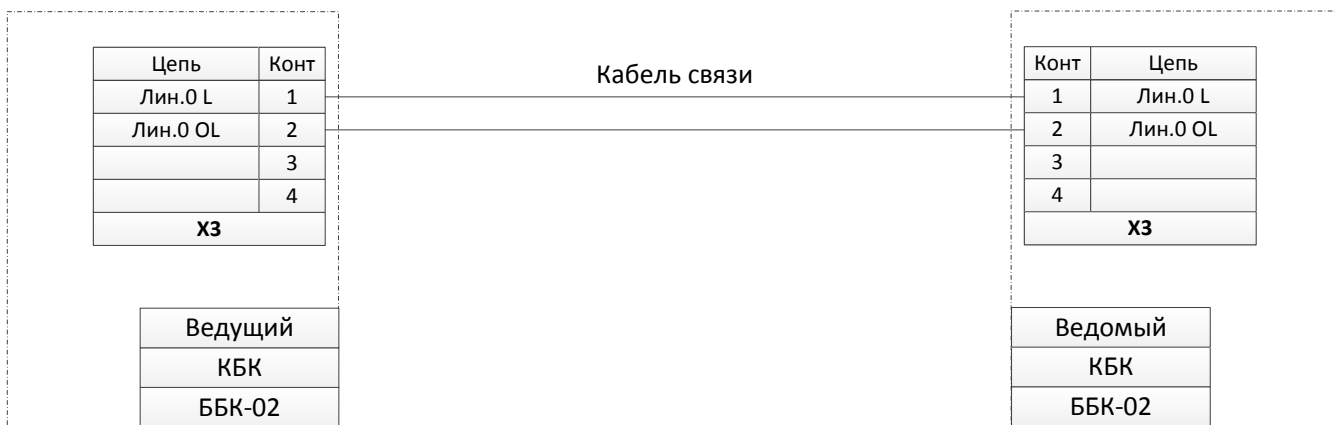 Кабель связи
Цепь Конт
Лин.0 L 1
Лин.0 OL 2
3
4
X3
Ведущий
КБК
ББК-02
Конт Цепь
1 Лин.0 L
2 Лин.0 OL
3
4
X3
Ведомый
КБК
ББК-02